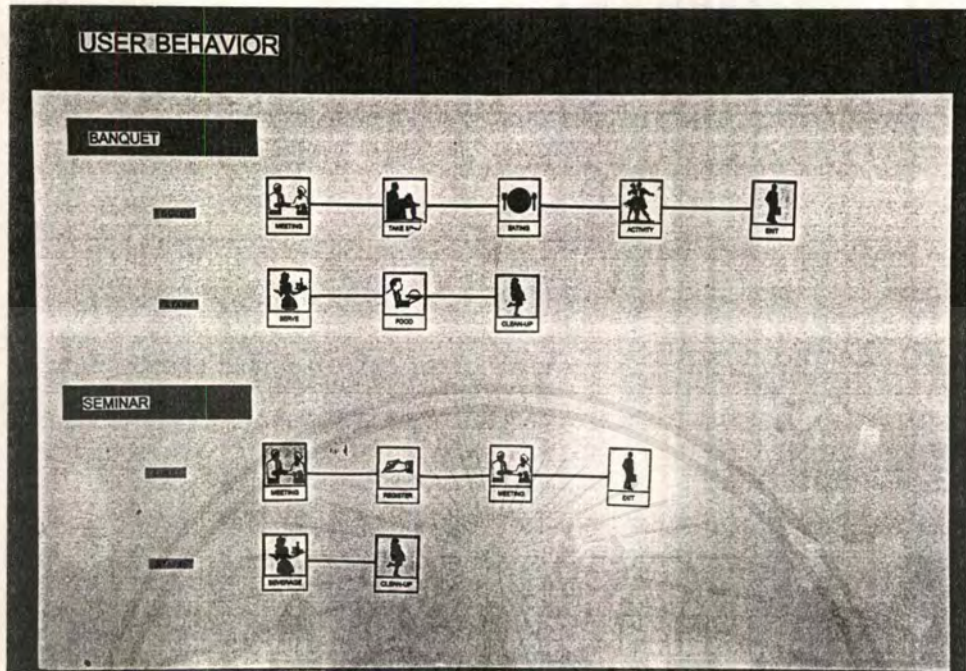 USER BEHAVIOR
BANQUET
MEETING
TAKE
EATING
ACTIVITY
EXIT
SERVE
FOOD
CLEAN-UP
SEMINAR
MEETING
REGISTER
MEETING
EXIT
BEVERAGE
CLEAN-UP